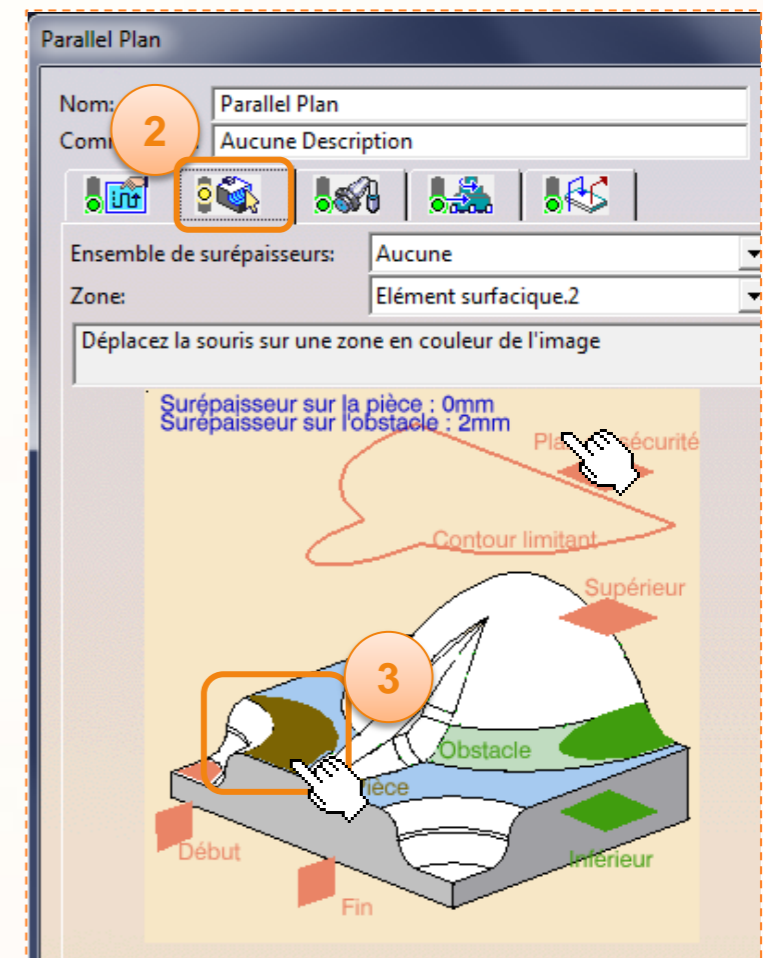 Parallel Plan
Nom: Parallel Plan
2
Aucune Description
Ensemble de surépaisseurs: Aucune
Zone: Elément surfacique.2
Déplacez la souris sur une zone en couleur de l'image
Surépaisseur sur la pièce : 0mm
Surépaisseur sur l'obstacle : 2mm
sécurité
Contour limitant
Supérieur
3
Obstacle
Début
Inférieur
Fin